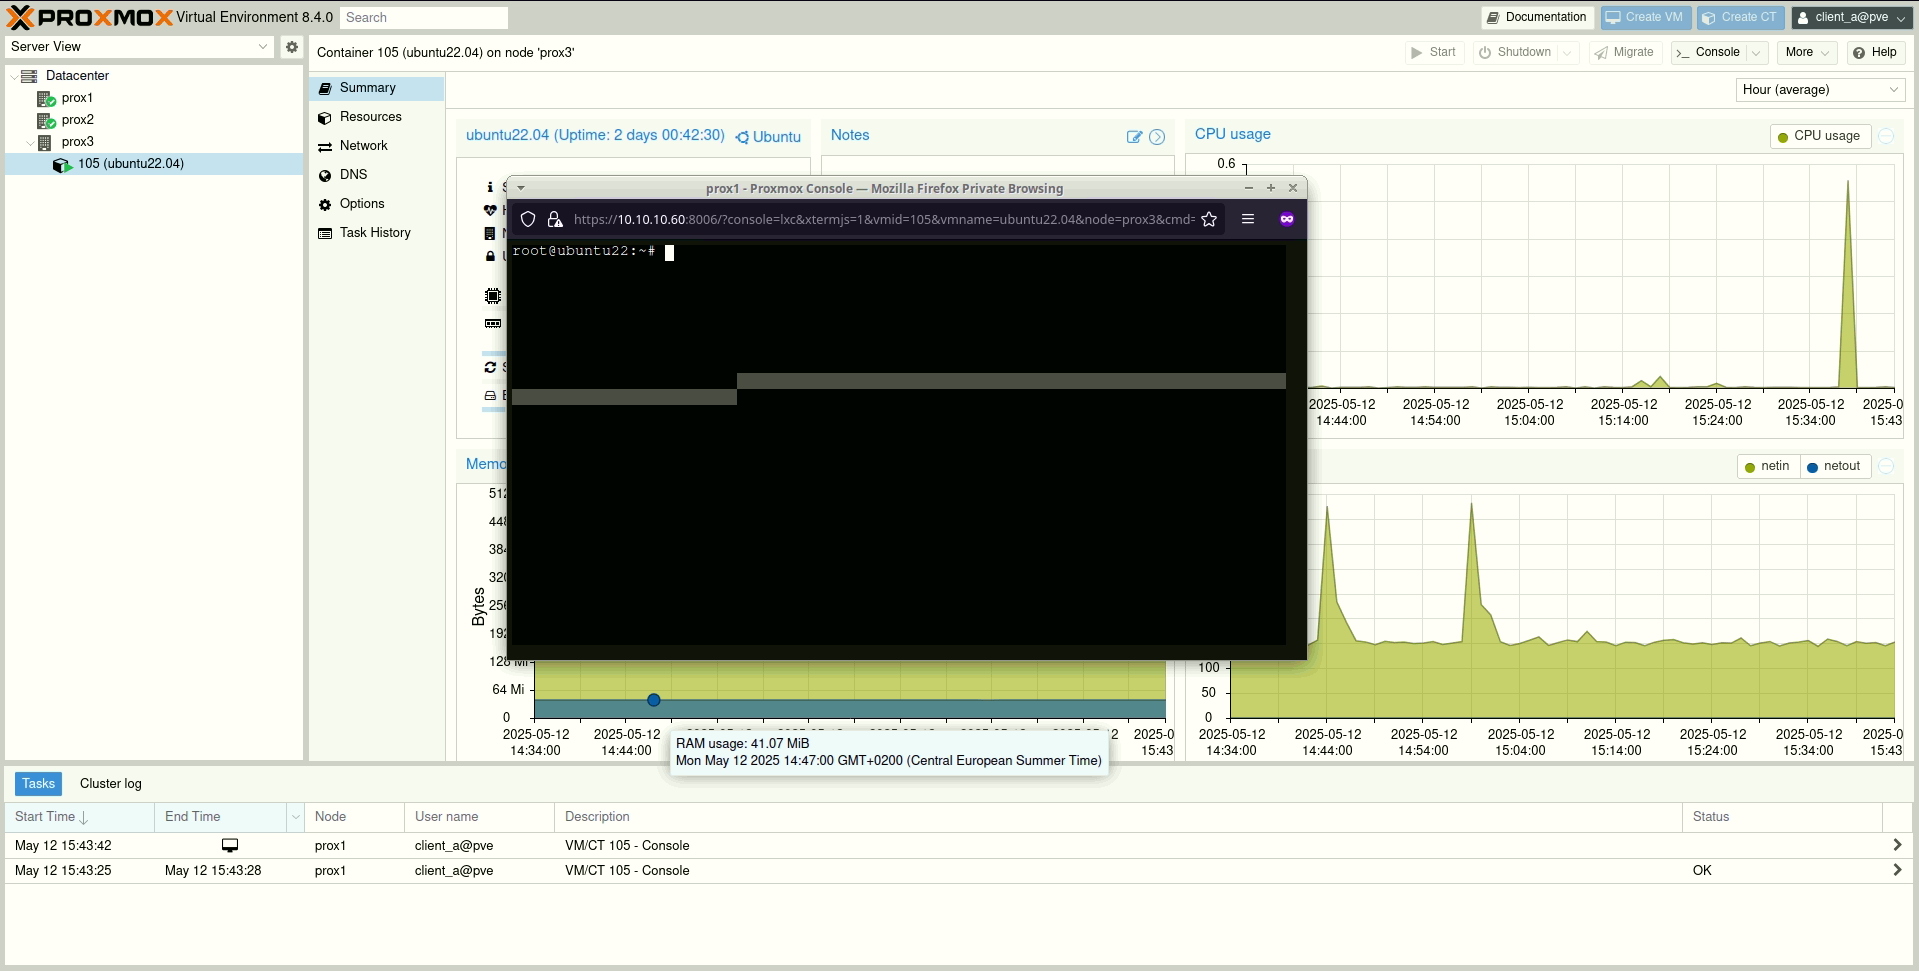 PROXMOX Virtual Environment 8.4.0 Search Documentation Create VM Create CT client_a@pve
Server View
Datacenter
prox1
prox2
prox3
105 (ubuntu22.04)
Container 105 (ubuntu22.04) on node 'prox3' Start Shutdown Migrate Console More Help
Summary
Resources
Network
DNS
Options
Task History
Hour (average)
ubuntu22.04 (Uptime: 2 days 00:42:30) Ubuntu
Notes
CPU usage
CPU usage
0.6
2025-05-12 2025-05-12 2025-05-12 2025-05-12 2025-05-12 2025-05-12 2025-0
14:44:00 14:54:00 15:04:00 15:14:00 15:24:00 15:34:00 15:43
prox1 - Proxmox Console — Mozilla Firefox Private Browsing
https://10.10.10.60:8006/?console=lxc&xtermjs=1&vmid=105&vmname=ubuntu22.04&node=prox3&cmd=
root@ubuntu22:~#
Memo
Bytes
512
448
384
320
256
192
128 Mi
64 Mi
0
2025-05-12 2025-05-12 2025-0
14:34:00 14:44:00 15:43
RAM usage: 41.07 MiB
Mon May 12 2025 14:47:00 GMT+0200 (Central European Summer Time)
netin netout
100
50
0
2025-05-12 2025-05-12 2025-05-12 2025-05-12 2025-05-12 2025-05-12 2025-05-12 2025-0
14:34:00 14:44:00 14:54:00 15:04:00 15:14:00 15:24:00 15:34:00 15:43
Tasks Cluster log
Start Time End Time Node User name Description Status
May 12 15:43:42 prox1 client_a@pve VM/CT 105 - Console
May 12 15:43:25 May 12 15:43:28 prox1 client_a@pve VM/CT 105 - Console OK